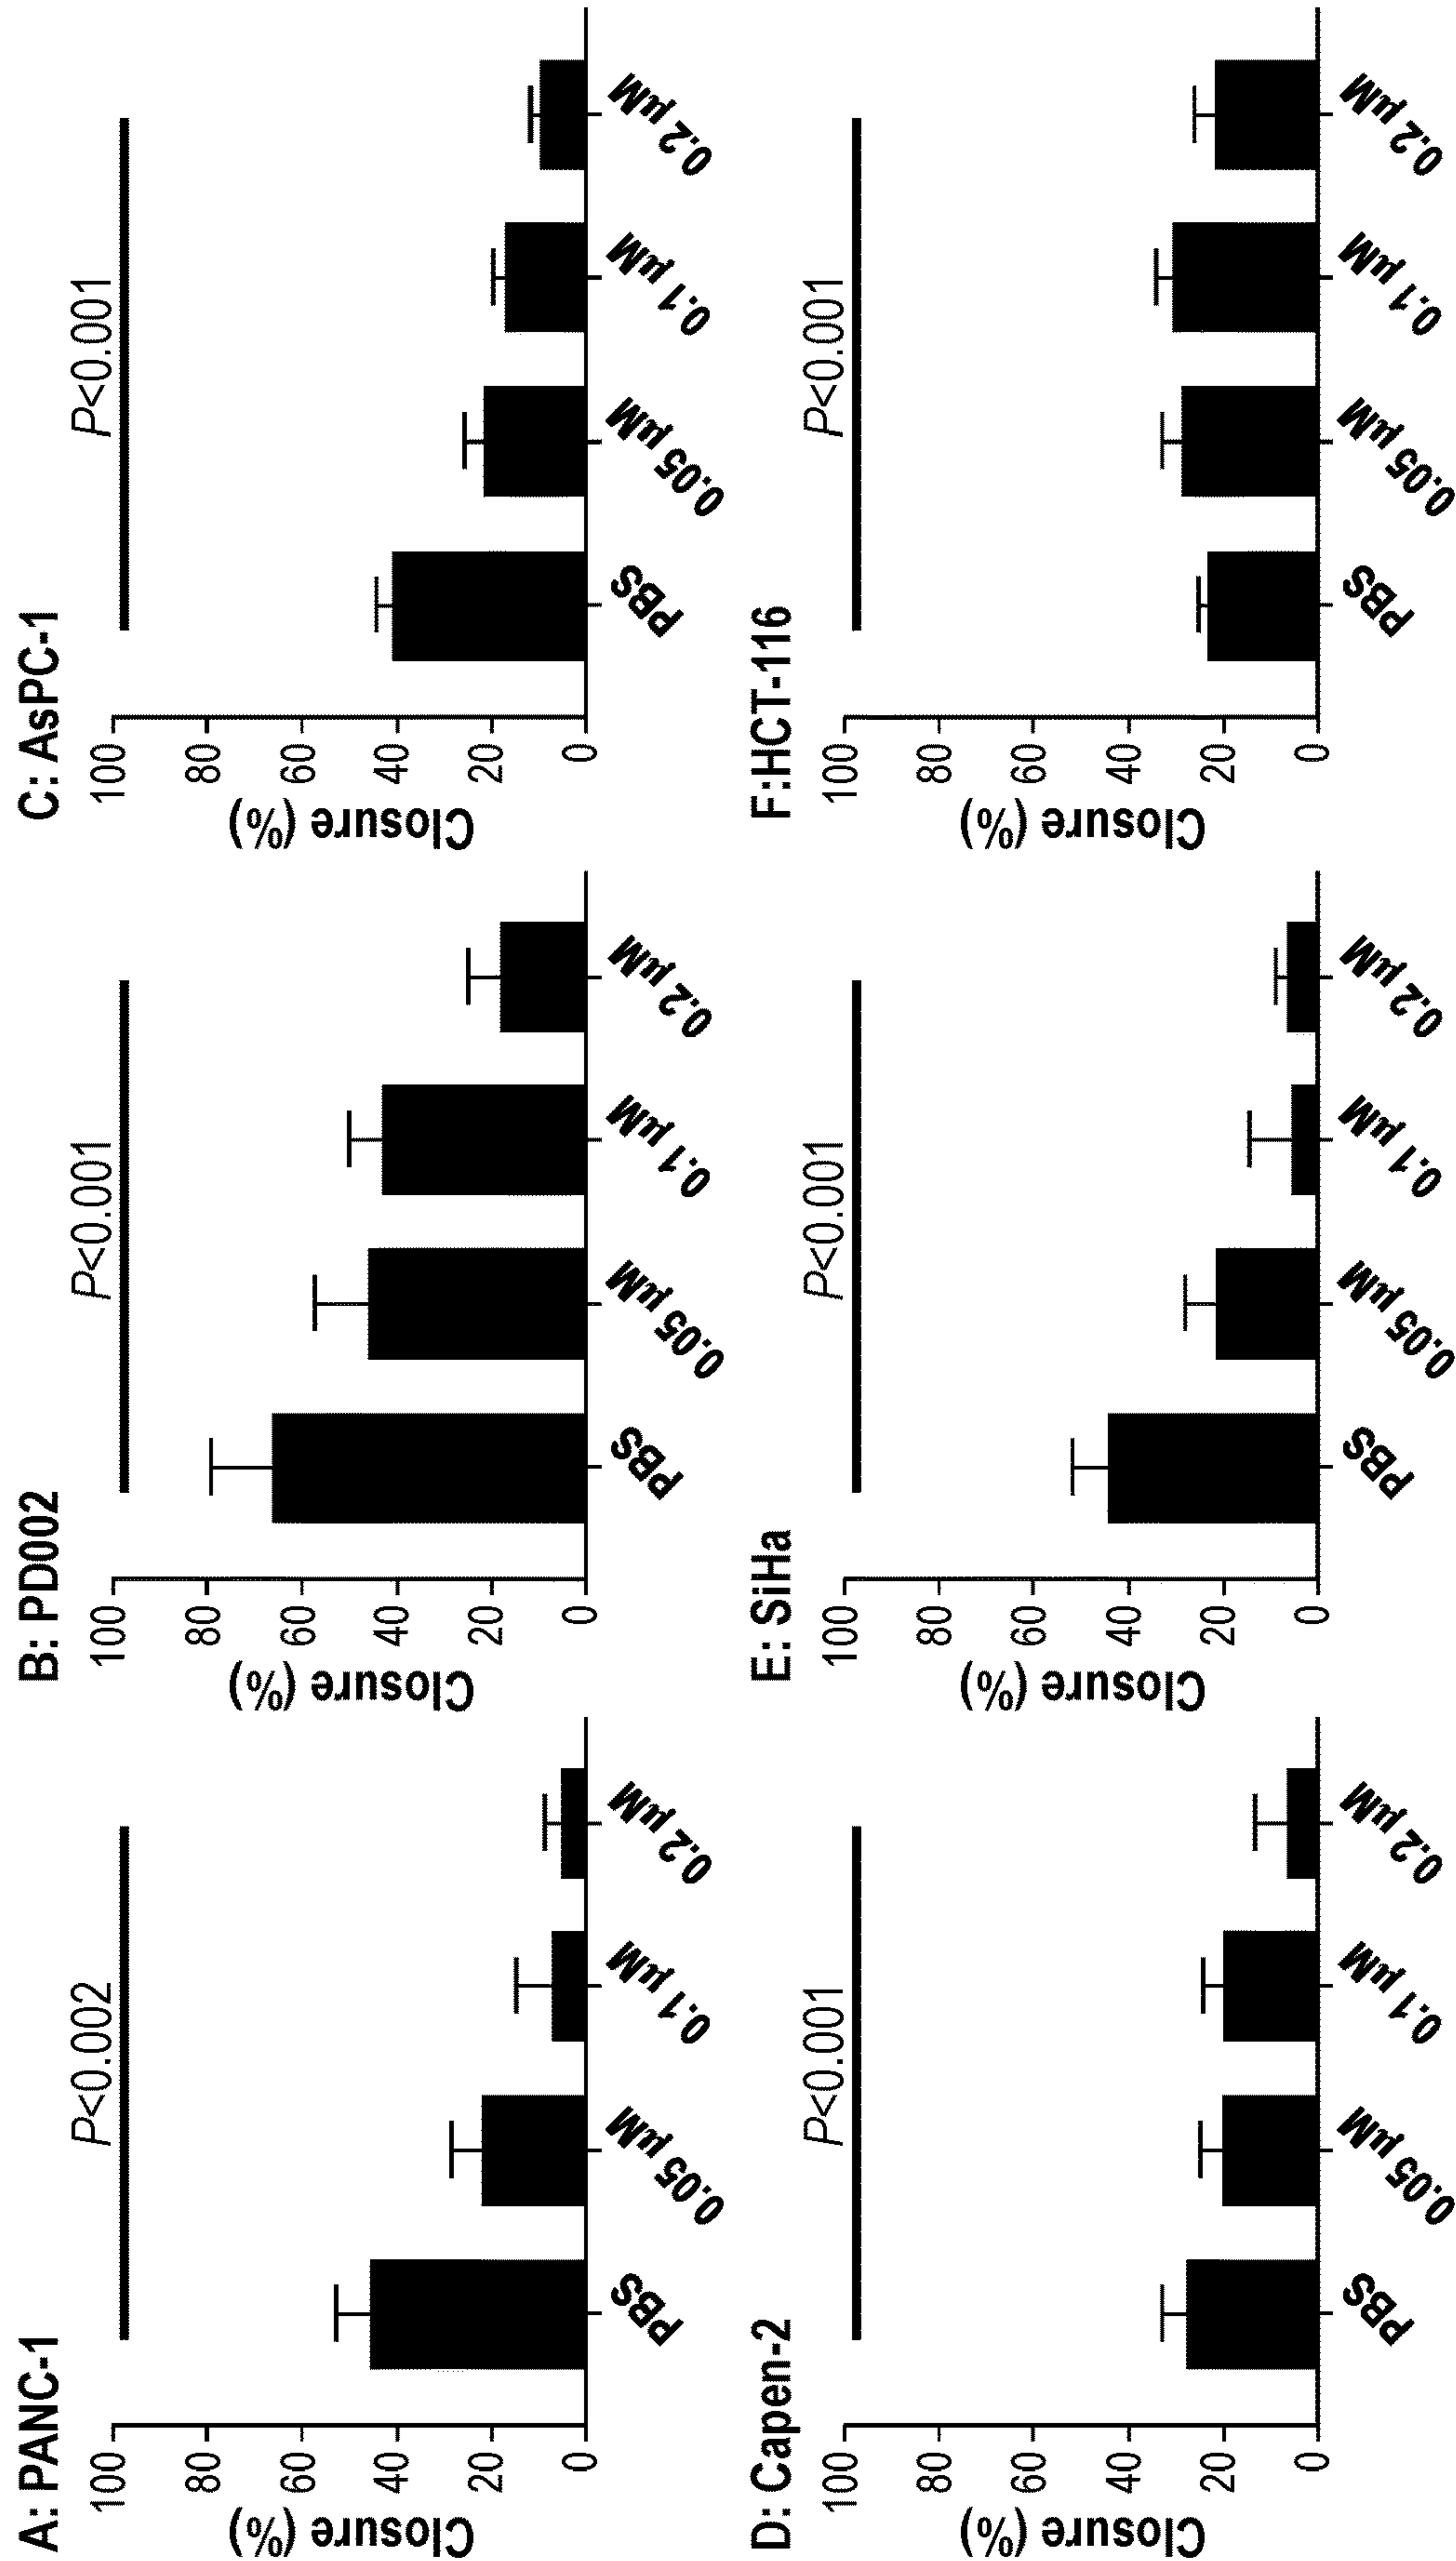 A: PANC-1
P<0.002
Closure (%)
100
80
60
40
20
0
PBS
0.05 µM
0.1 µM
0.2 µM
B: PD002
P<0.001
Closure (%)
100
80
60
40
20
0
PBS
0.05 µM
0.1 µM
0.2 µM
C: AsPC-1
P<0.001
Closure (%)
100
80
60
40
20
0
PBS
0.05 µM
0.1 µM
0.2 µM
D: Capen-2
P<0.001
Closure (%)
100
80
60
40
20
0
PBS
0.05 µM
0.1 µM
0.2 µM
E: SiHa
P<0.001
Closure (%)
100
80
60
40
20
0
PBS
0.05 µM
0.1 µM
0.2 µM
F:HCT-116
P<0.001
Closure (%)
100
80
60
40
20
0
PBS
0.05 µM
0.1 µM
0.2 µM